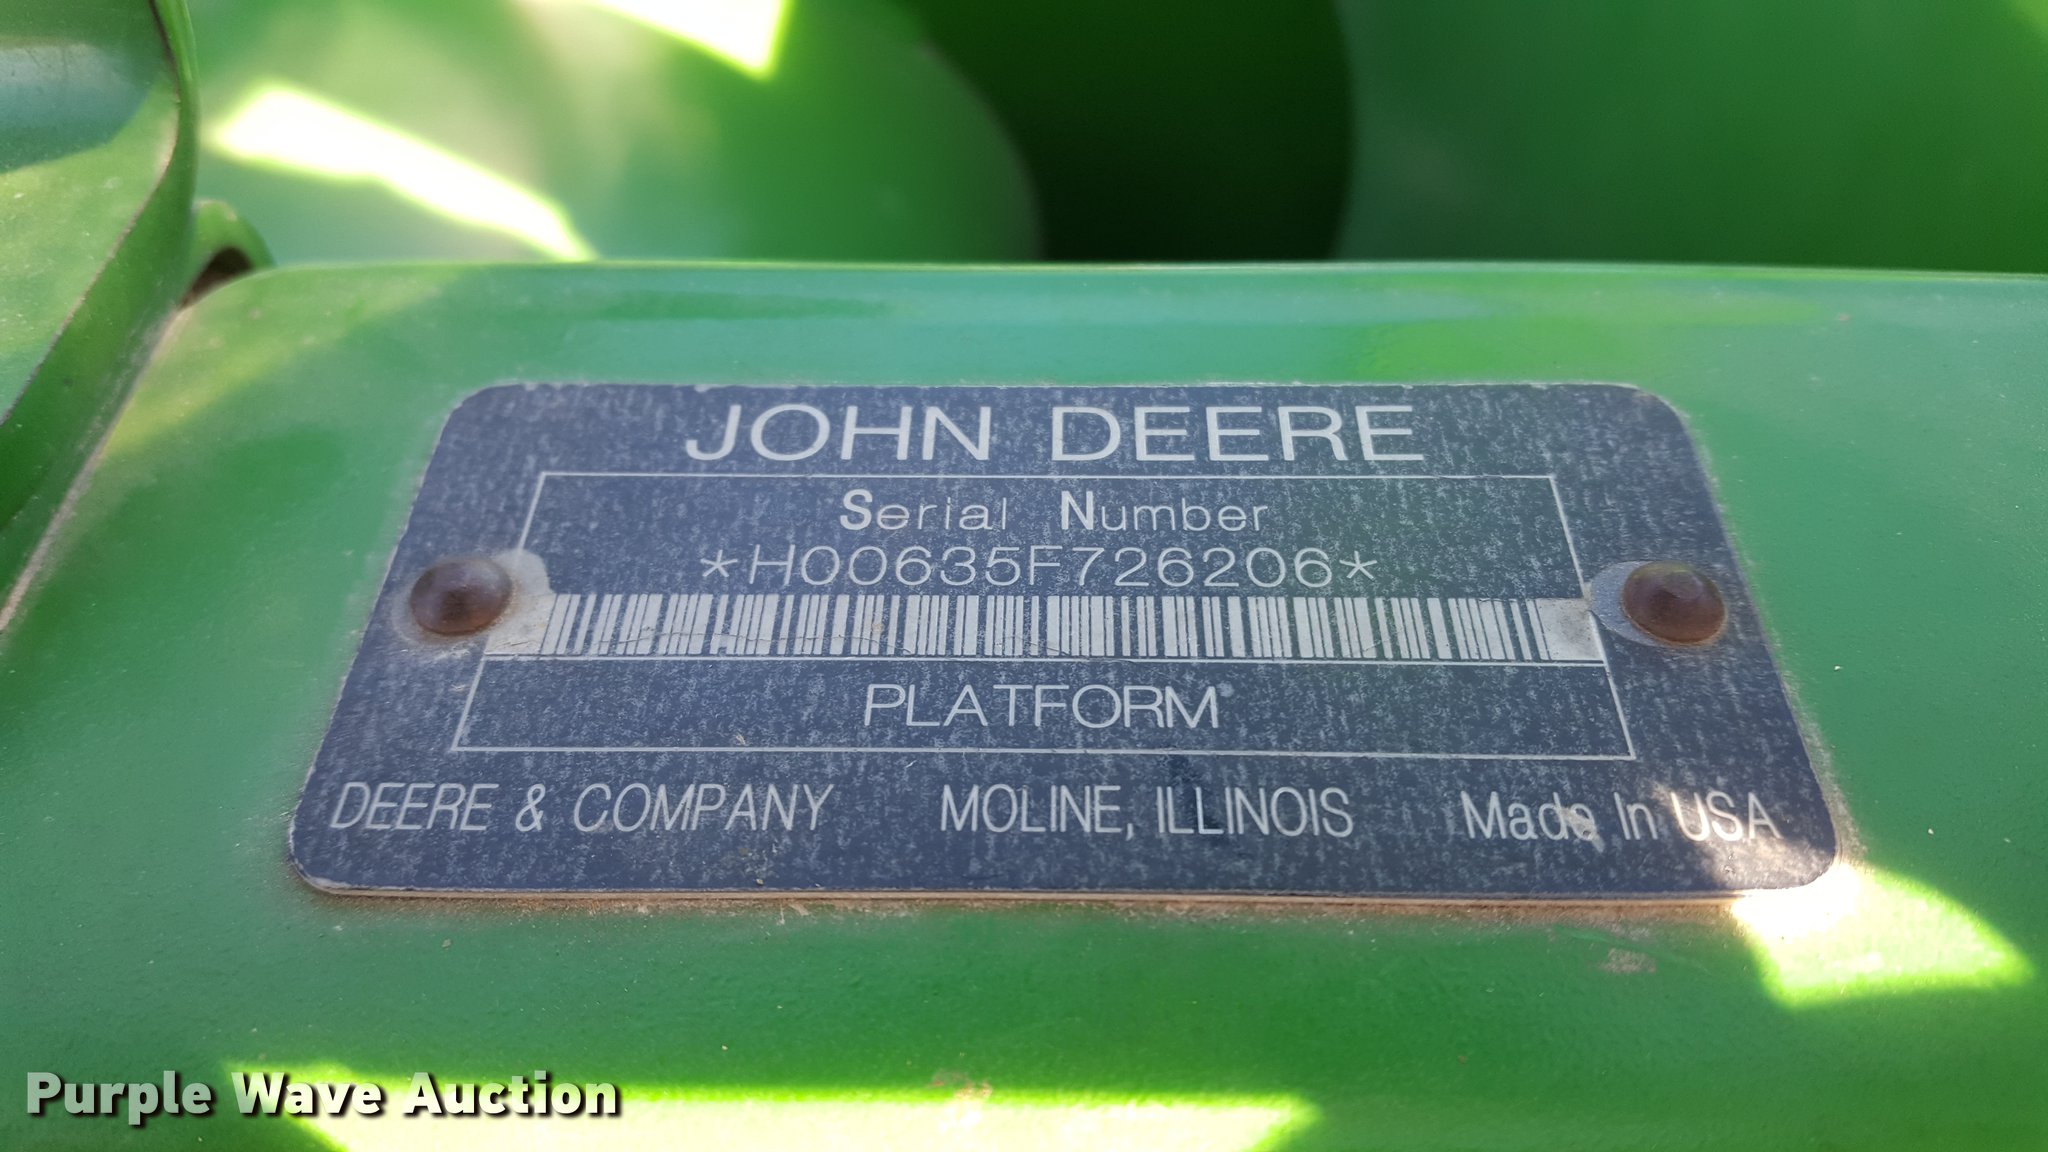 JOHN DEERE
Serial Number
*H00635F726206*
PLATFORM
DEERE & COMPANY MOLINE, ILLINOIS Made In USA
Purple Wave Auction